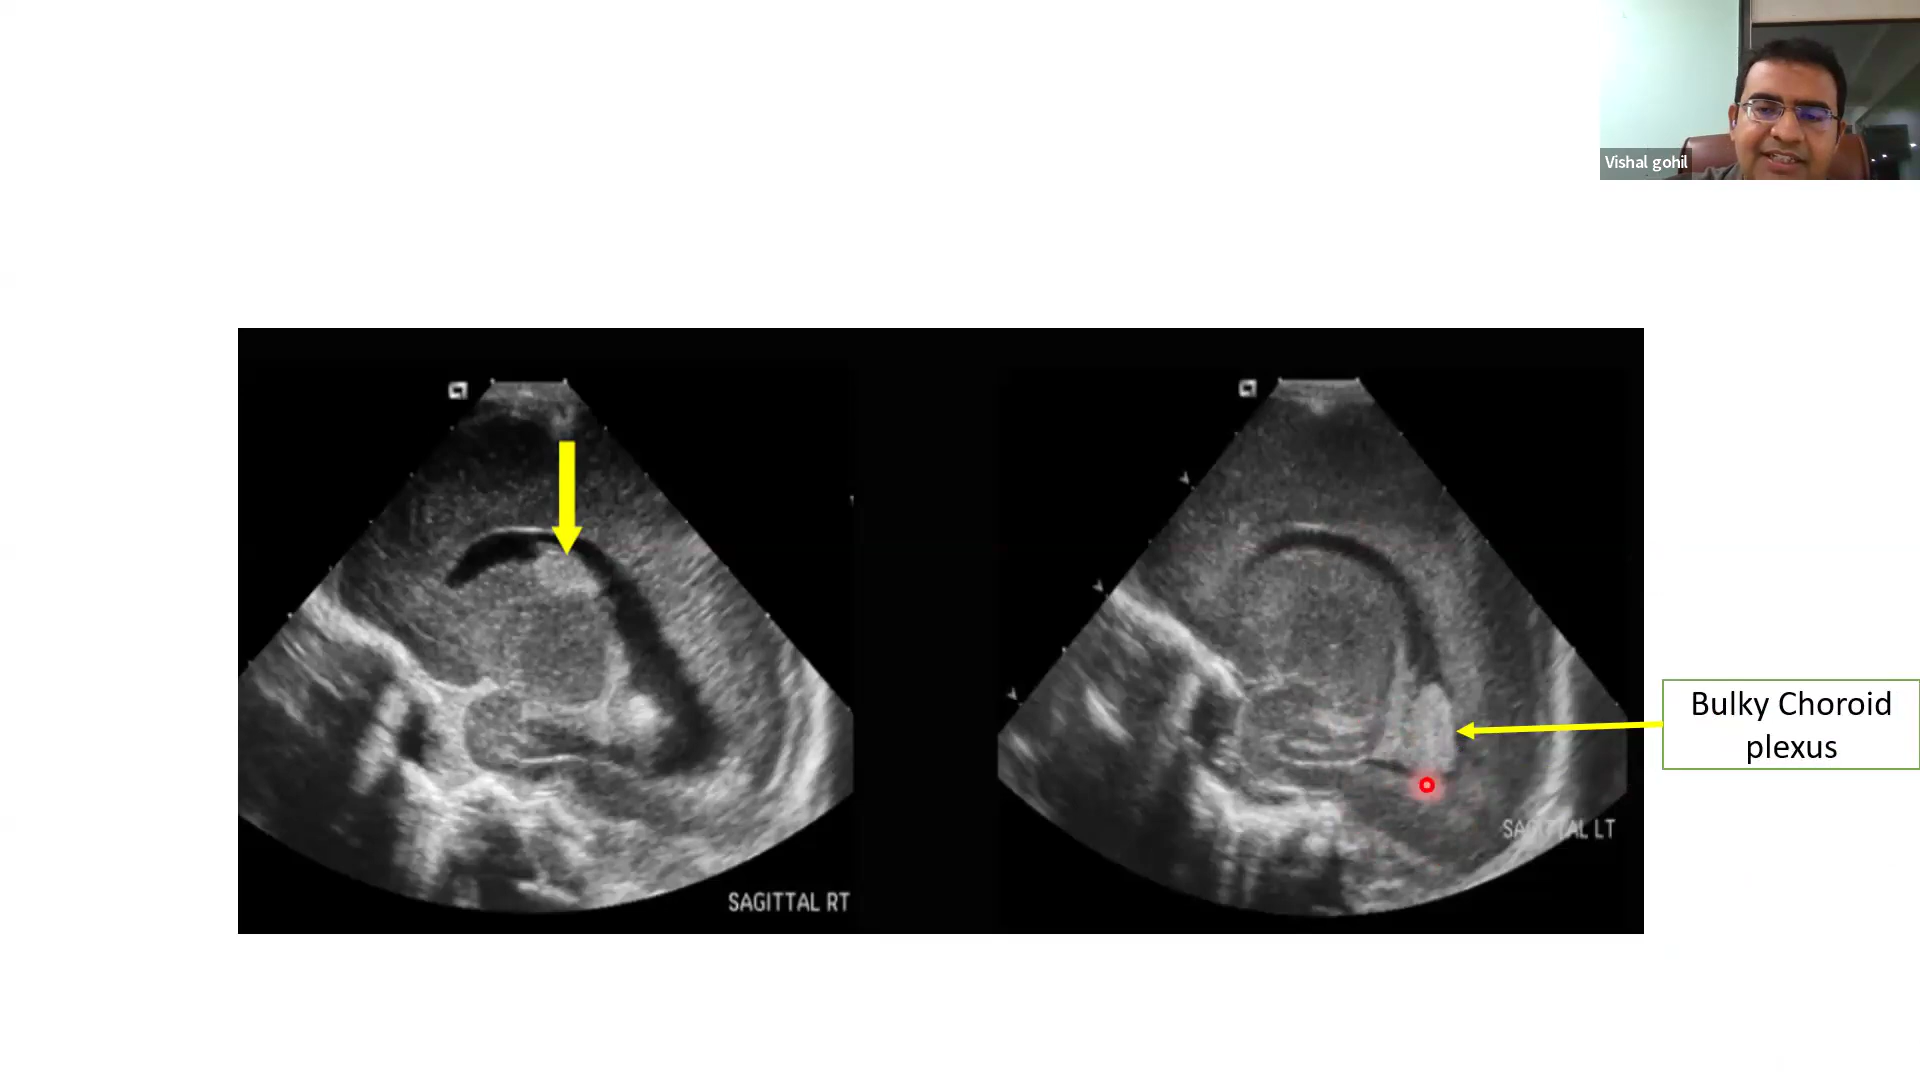 Vishal gohil
Bulky Choroid
plexus
SAGITTAL LT
SAGITTAL RT